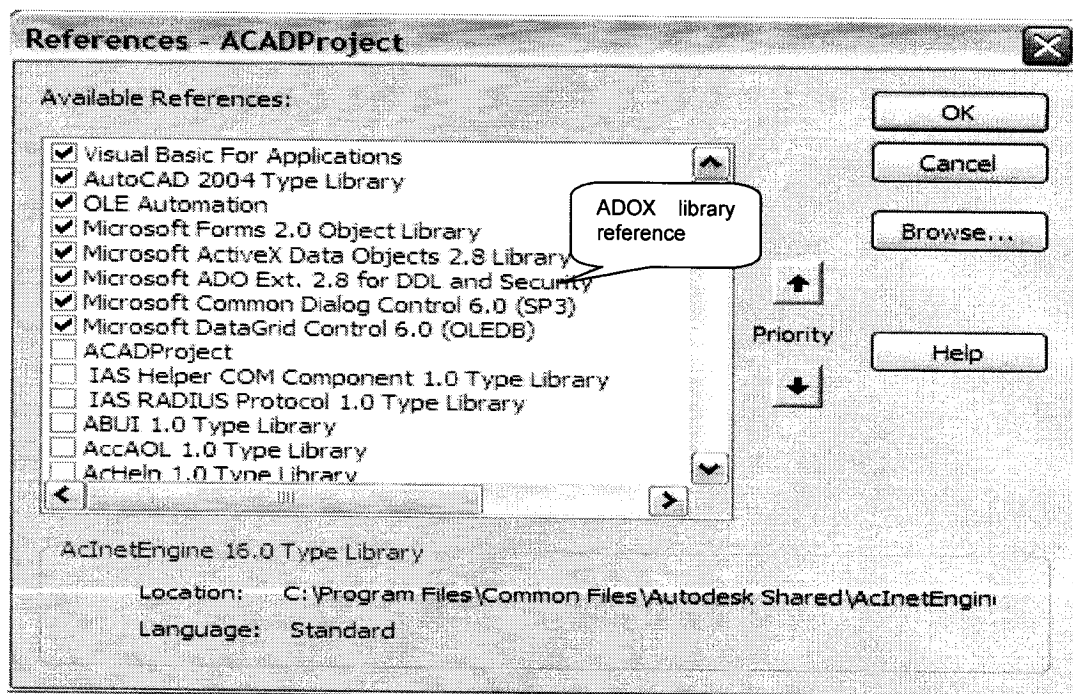 References - ACADProject
Available References:
Visual Basic For Applications
AutoCAD 2004 Type Library
OLE Automation
Microsoft Forms 2.0 Object Library
Microsoft ActiveX Data Objects 2.8 Library
Microsoft ADO Ext. 2.8 for DDL and Security
Microsoft Common Dialog Control 6.0 (SP3)
Microsoft DataGrid Control 6.0 (OLEDB)
ACADProject
IAS Helper COM Component 1.0 Type Library
IAS RADIUS Protocol 1.0 Type Library
ABUI 1.0 Type Library
AccAOL 1.0 Type Library
AcHelp 1.0 Type Library
ADOX library
reference
OK
Cancel
Browse...
Priority
Help
AcInetEngine 16.0 Type Library
Location: C:\Program Files\Common Files\Autodesk Shared\AcInetEngin
Language: Standard